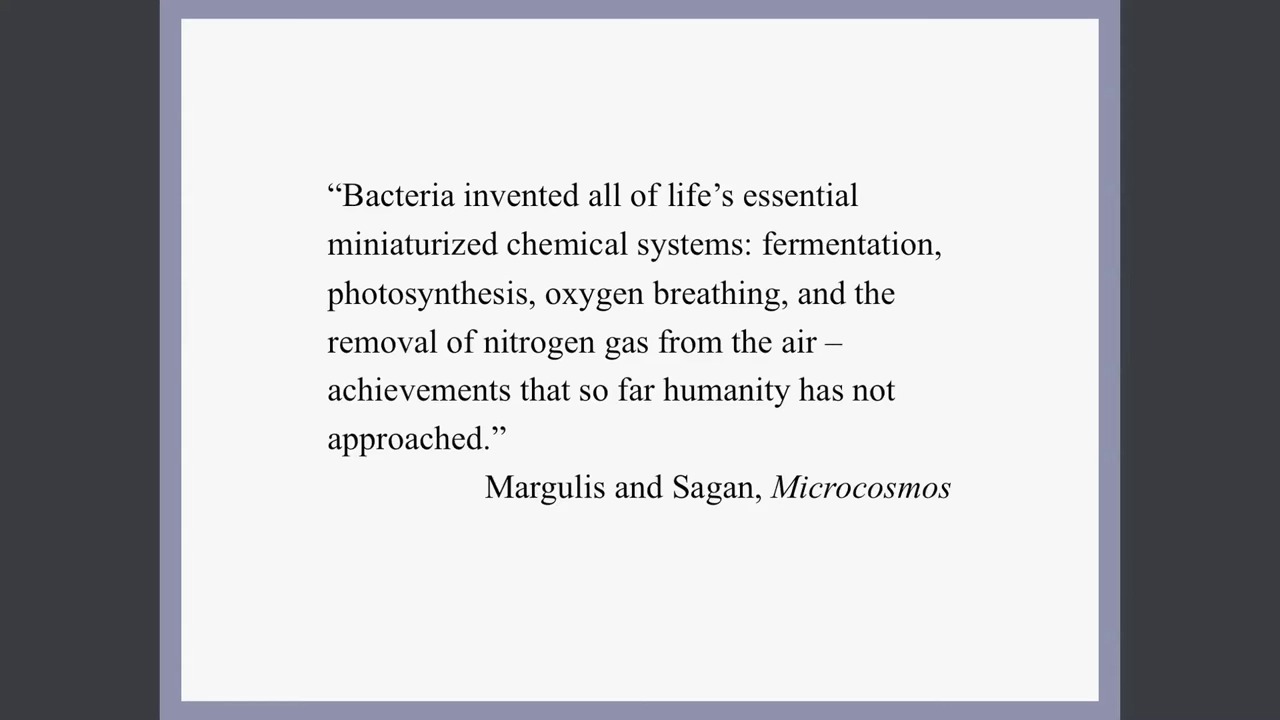 “Bacteria invented all of life’s essential
miniaturized chemical systems: fermentation,
photosynthesis, oxygen breathing, and the
removal of nitrogen gas from the air –
achievements that so far humanity has not
approached.”
Margulis and Sagan, Microcosmos